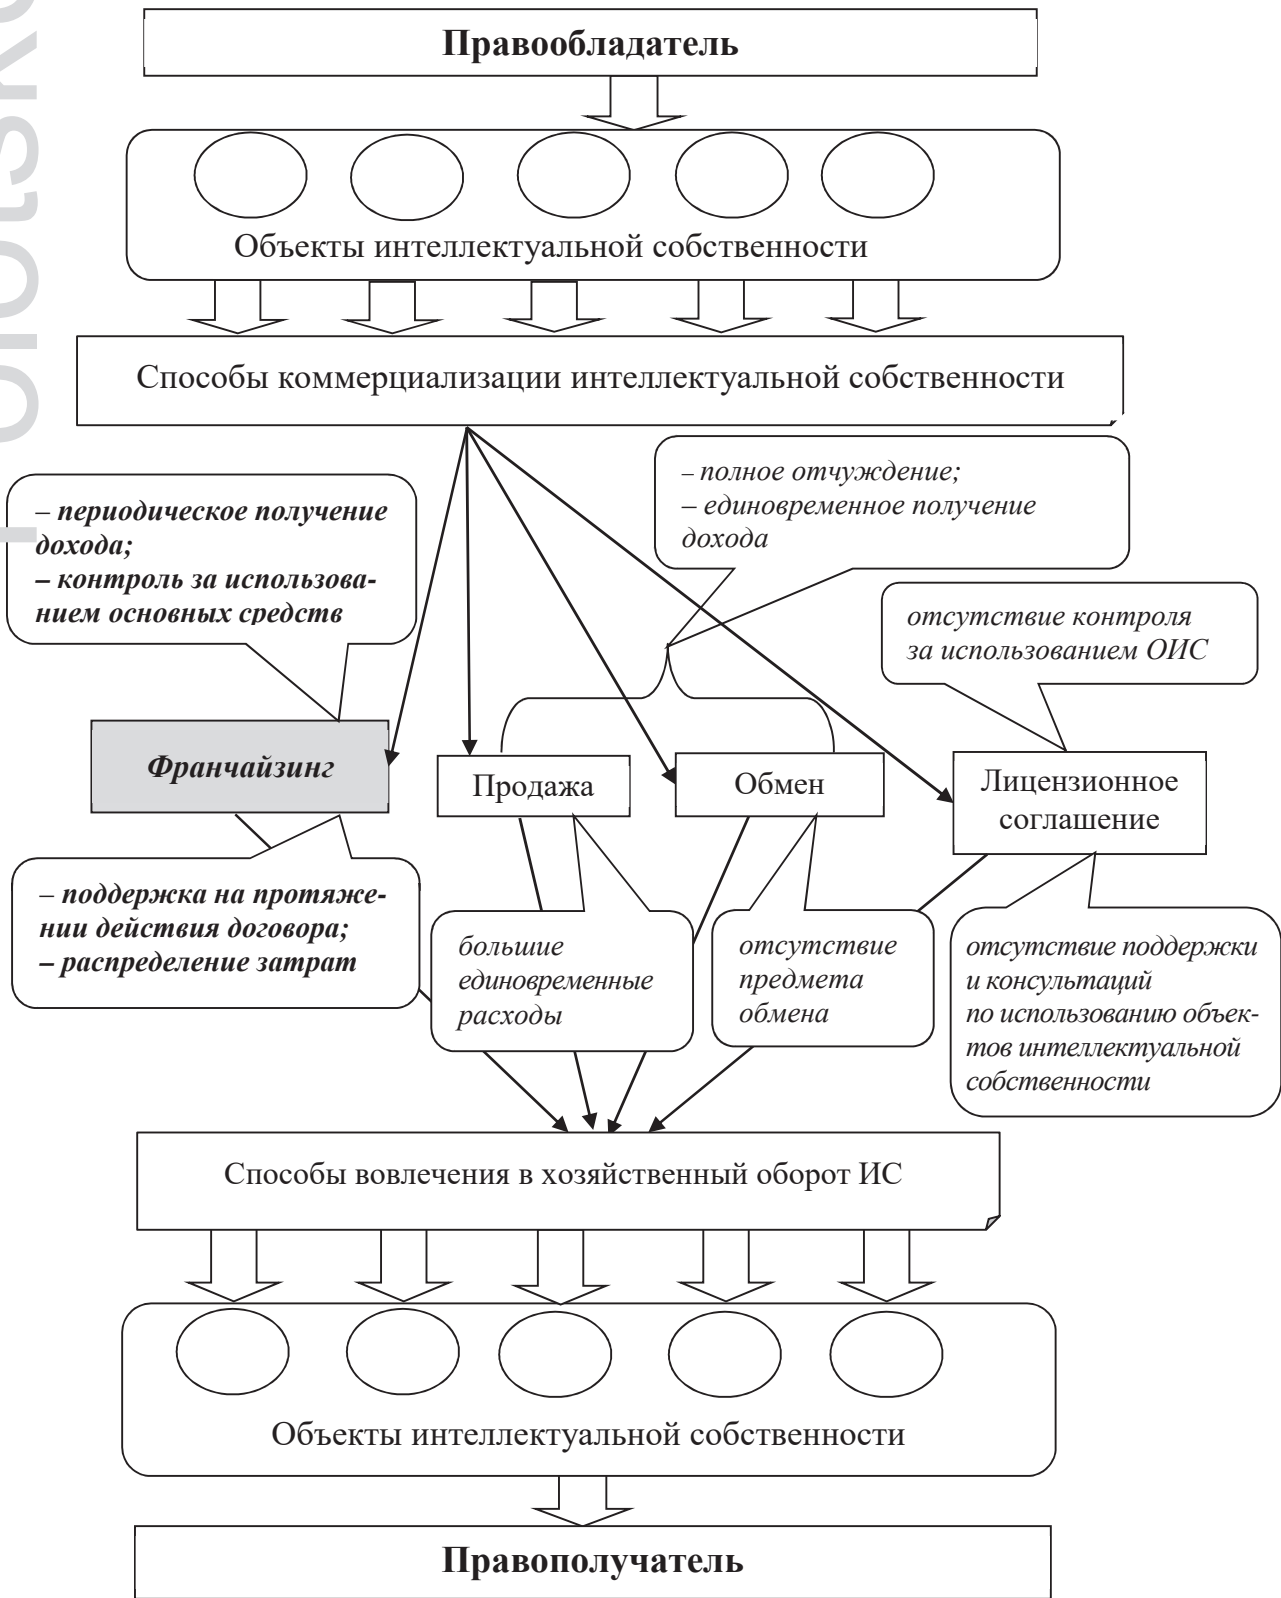 Правообладатель
Объекты интеллектуальной собственности
Способы коммерциализации интеллектуальной собственности
– полное отчуждение;
– единовременное получение
дохода
– периодическое получение
дохода;
– контроль за использова-
нием основных средств
отсутствие контроля
за использованием ОИС
Франчайзинг
Продажа
Обмен
Лицензионное
соглашение
– поддержка на протяже-
нии действия договора;
– распределение затрат
большие
единовременные
расходы
отсутствие
предмета
обмена
отсутствие поддержки
и консультаций
по использованию объек-
тов интеллектуальной
собственности
Способы вовлечения в хозяйственный оборот ИС
Объекты интеллектуальной собственности
Правополучатель